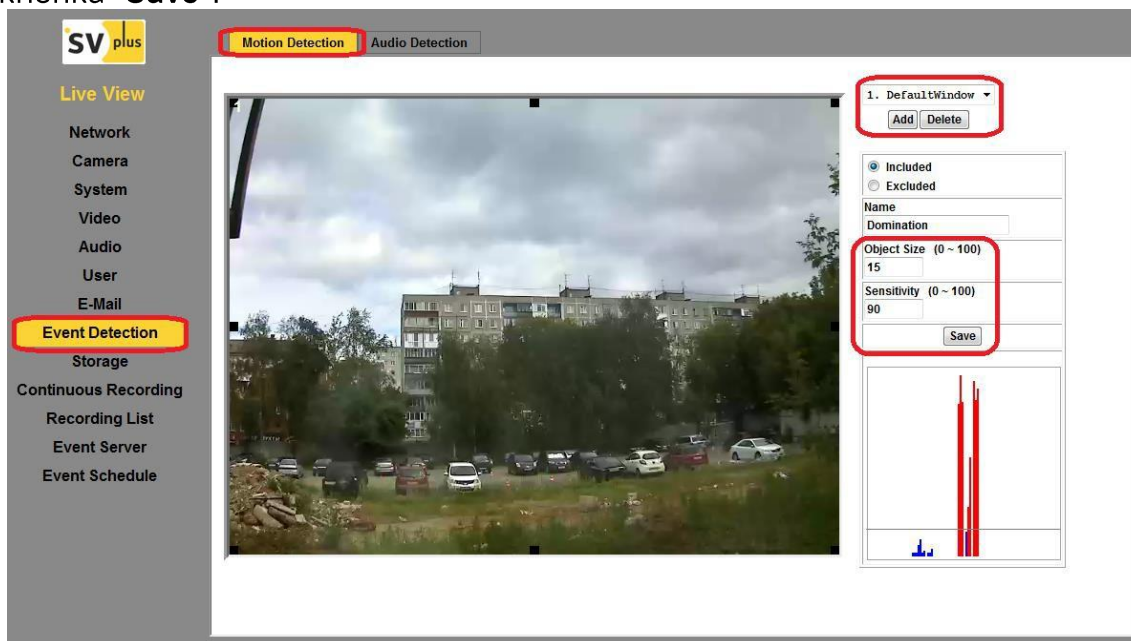 кнопка "Save".
SV plus
Motion Detection Audio Detection
Live View
Network
Camera
System
Video
Audio
User
E-Mail
Event Detection
Storage
Continuous Recording
Recording List
Event Server
Event Schedule
1. DefaultWindow
Add Delete
Included
Excluded
Name
Domination
Object Size (0 ~ 100)
15
Sensitivity (0 ~ 100)
90
Save